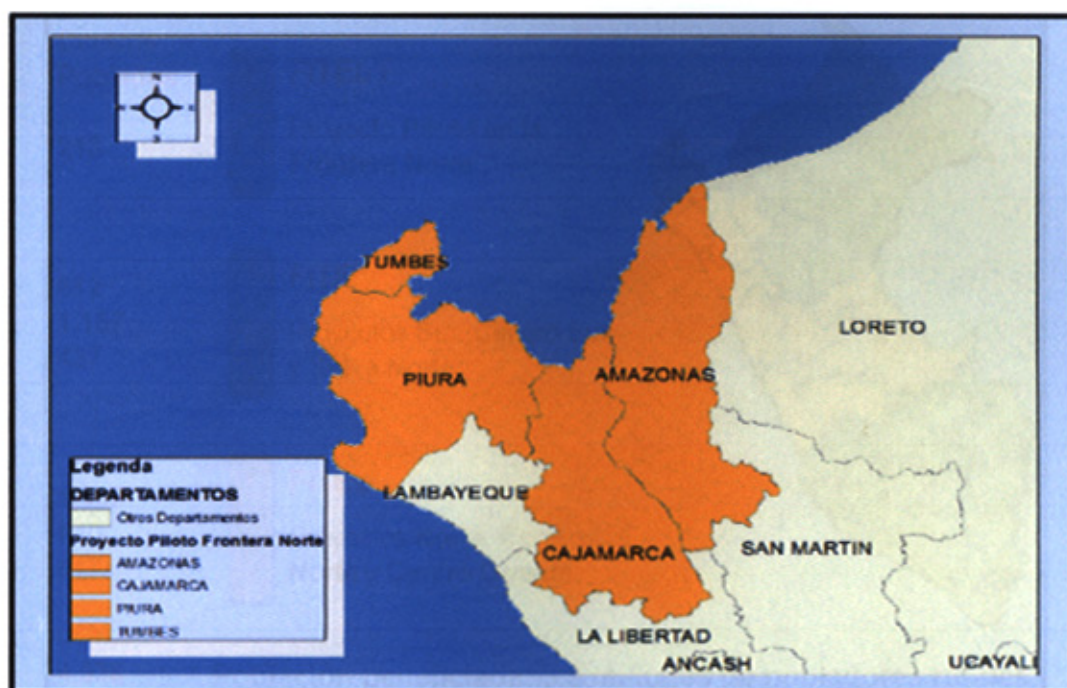 N
S
TUMBES
LORETO
PIURA
AMAZONAS
Legenda
DEPARTAMENTOS
Otros Departamentos
Proyecto Piloto Frontera Norte
AMAZONAS
CAJAMARCA
PIURA
TUMBES
LAMBAYEQUE
CAJAMARCA
SAN MARTIN
LA LIBERTAD
ANCASH
UCAYALI